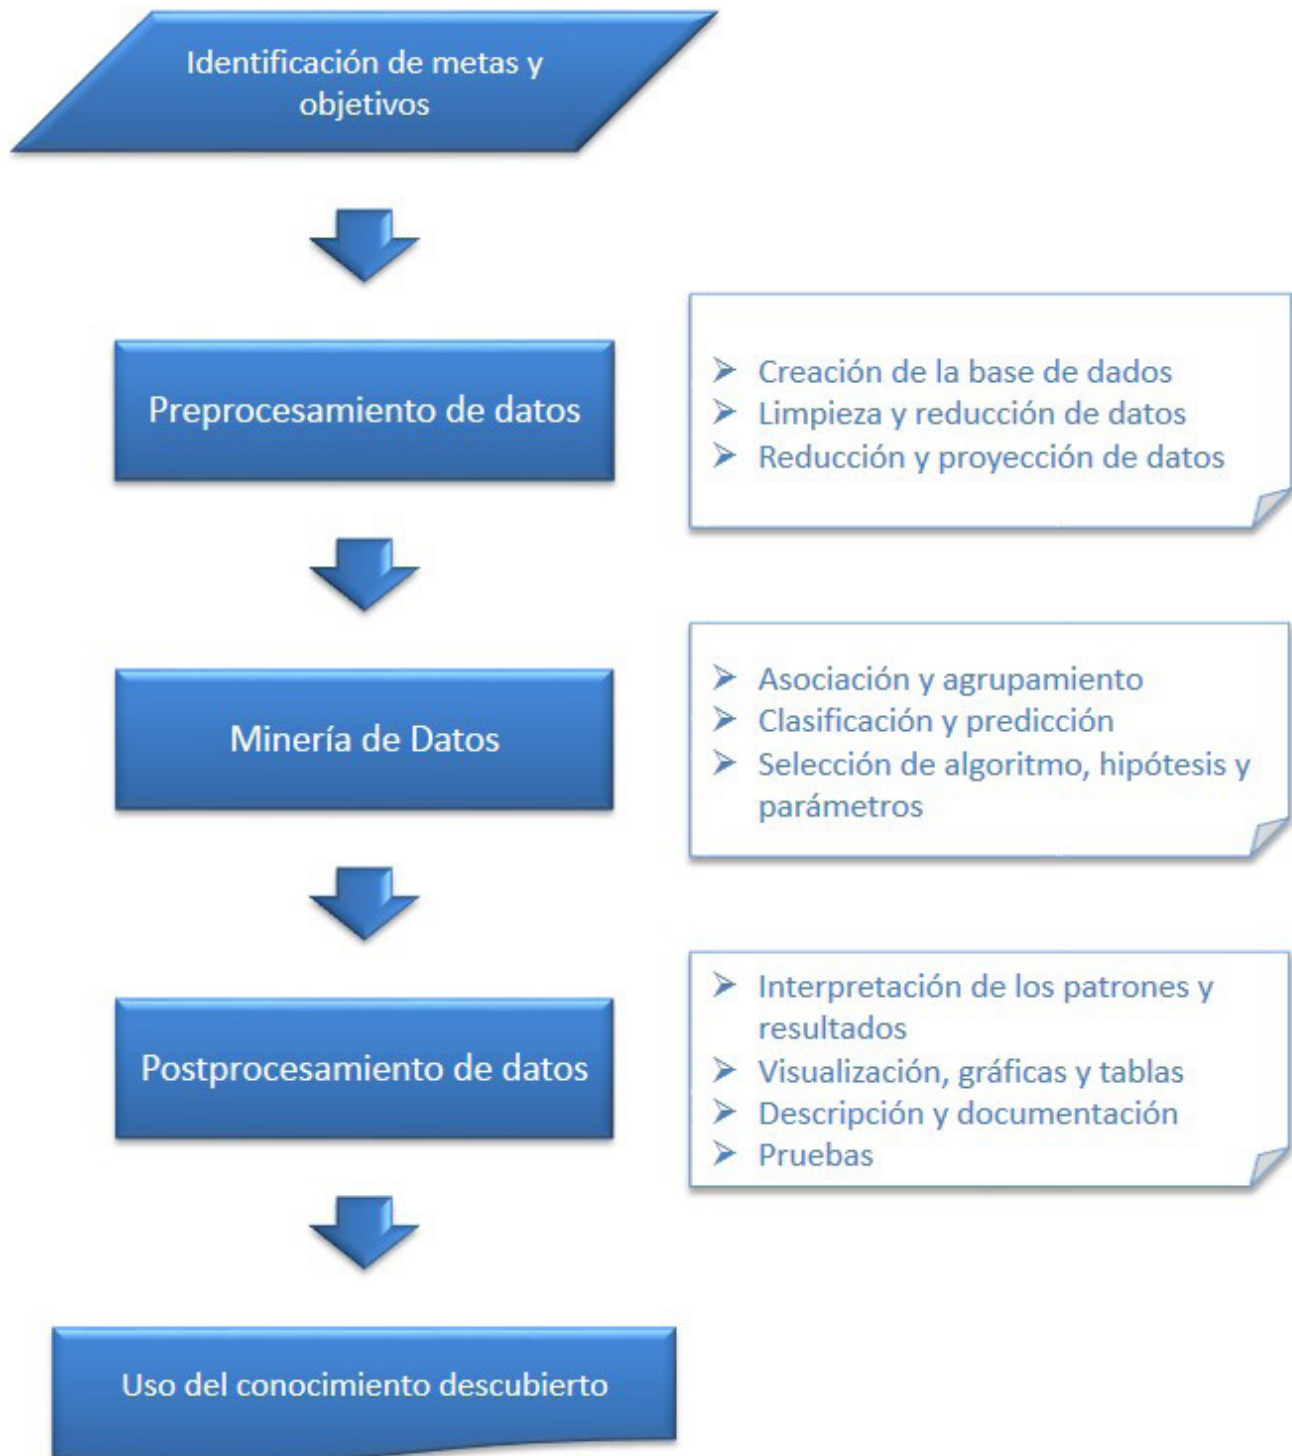 Identificación de metas y
objetivos
Preprocesamiento de datos
➢ Creación de la base de dados
➢ Limpieza y reducción de datos
➢ Reducción y proyección de datos
Minería de Datos
➢ Asociación y agrupamiento
➢ Clasificación y predicción
➢ Selección de algoritmo, hipótesis y
parámetros
Postprocesamiento de datos
➢ Interpretación de los patrones y
resultados
➢ Visualización, gráficas y tablas
➢ Descripción y documentación
➢ Pruebas
Uso del conocimiento descubierto